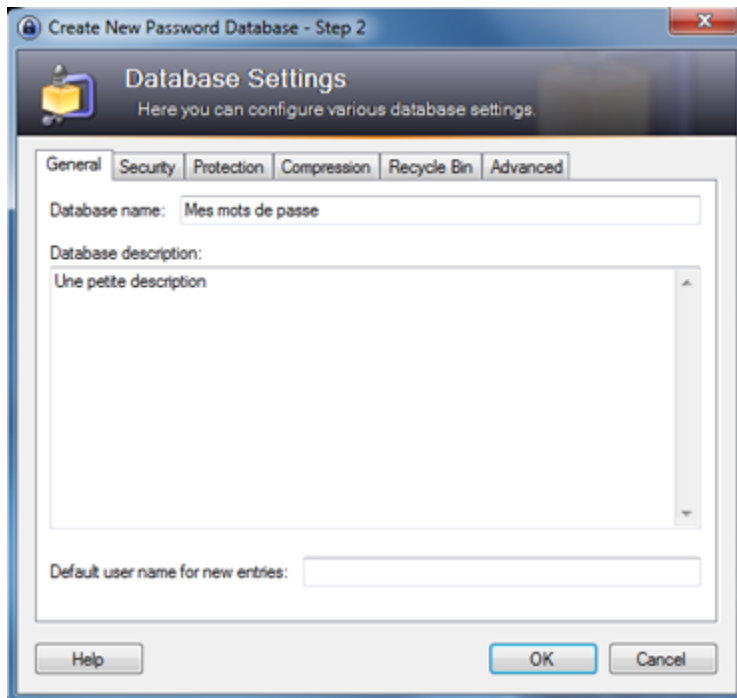 Create New Password Database - Step 2
Database Settings
Here you can configure various database settings.
General Security Protection Compression Recycle Bin Advanced
Database name: Mes mots de passe
Database description:
Une petite description
Default user name for new entries:
Help OK Cancel